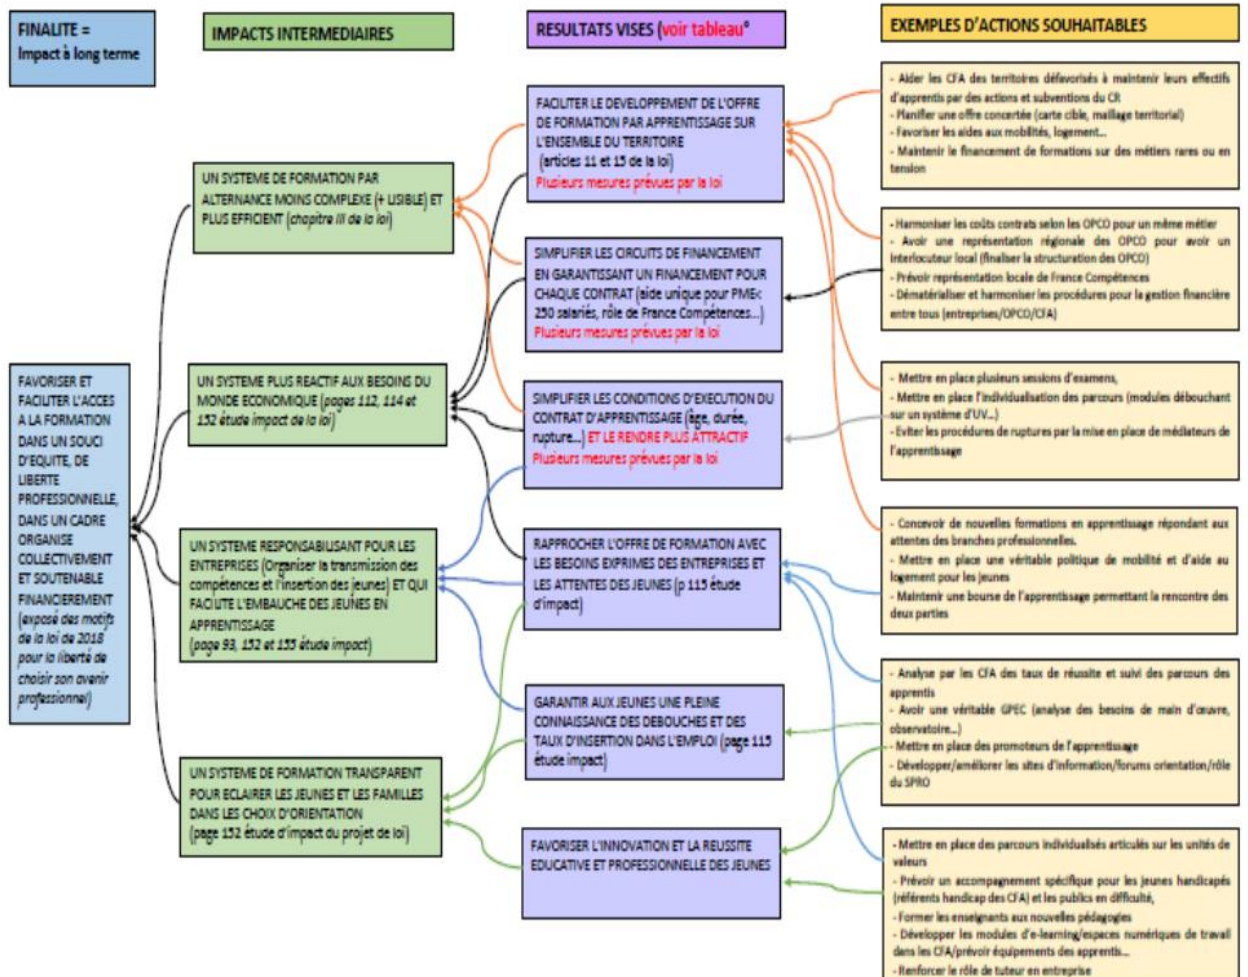 FINALITE =
Impact à long terme
IMPACTS INTERMEDIAIRES
RESULTATS VISES (voir tableau°
EXEMPLES D'ACTIONS SOUHAITABLES
FAVORISER ET
FACILITER L'ACCES
A LA FORMATION
DANS UN SOUCI
D'EQUITE, DE
LIBERTE
PROFESSIONNELLE,
DANS UN CADRE
ORGANISE
COLLECTIVEMENT
ET SOUTENABLE
FINANCIEREMENT
(exposé des motifs
de la loi de 2018
pour la liberté de
choisir son avenir
professionnel)
UN SYSTEME DE FORMATION PAR
ALTERNANCE MOINS COMPLEXE (+ LISIBLE) ET
PLUS EFFICIENT (chapitre III de la loi)
UN SYSTEME PLUS REACTIF AUX BESOINS DU
MONDE ECONOMIQUE (pages 112, 114 et
152 étude impact de la loi)
UN SYSTEME RESPONSABILISANT POUR LES
ENTREPRISES (Organiser la transmission des
compétences et l'insertion des jeunes) ET QUI
FACILITE L'EMBAUCHE DES JEUNES EN
APPRENTISSAGE
(page 93, 152 et 155 étude impact)
UN SYSTEME DE FORMATION TRANSPARENT
POUR ECLAIRER LES JEUNES ET LES FAMILLES
DANS LES CHOIX D'ORIENTATION
(page 152 étude d'impact du projet de loi)
FACILITER LE DEVELOPPEMENT DE L'OFFRE
DE FORMATION PAR APPRENTISSAGE SUR
L'ENSEMBLE DU TERRITOIRE
(articles 11 et 15 de la loi)
Plusieurs mesures prévues par la loi
SIMPLIFIER LES CIRCUITS DE FINANCEMENT
EN GARANTISSANT UN FINANCEMENT POUR
CHAQUE CONTRAT (aide unique pour PME<
250 salariés, rôle de France Compétences...)
Plusieurs mesures prévues par la loi
SIMPLIFIER LES CONDITIONS D'EXECUTION DU
CONTRAT D'APPRENTISSAGE (âge, durée,
rupture...) ET LE RENDRE PLUS ATTRACTIF
Plusieurs mesures prévues par la loi
RAPPROCHER L'OFFRE DE FORMATION AVEC
LES BESOINS EXPRIMES DES ENTREPRISES ET
LES ATTENTES DES JEUNES (p 115 étude
d'impact)
GARANTIR AUX JEUNES UNE PLEINE
CONNAISSANCE DES DEBOUCHES ET DES
TAUX D'INSERTION DANS L'EMPLOI (page 115
étude impact)
FAVORISER L'INNOVATION ET LA REUSSITE
EDUCATIVE ET PROFESSIONNELLE DES JEUNES
- Aider les CFA des territoires défavorisés à maintenir leurs effectifs
d'apprentis par des actions et subventions du CR
- Planifier une offre concertée (carte cible, maillage territorial)
- Favoriser les aides aux mobilités, logement...
- Maintenir le financement de formations sur des métiers rares ou en
tension
- Harmoniser les coûts contrats selon les OPCO pour un même métier
- Avoir une représentation régionale des OPCO pour avoir un
interlocuteur local (finaliser la structuration des OPCO)
- Prévoir représentation locale de France Compétences
- Dématérialiser et harmoniser les procédures pour la gestion financière
entre tous (entreprises/OPCO/CFA)
- Mettre en place plusieurs sessions d'examens,
- Mettre en place l'individualisation des parcours (modules débouchant
sur un système d'UV...)
- Eviter les procédures de ruptures par la mise en place de médiateurs de
l'apprentissage
- Concevoir de nouvelles formations en apprentissage répondant aux
attentes des branches professionnelles.
- Mettre en place une véritable politique de mobilité et d'aide au
logement pour les jeunes
- Maintenir une bourse de l'apprentissage permettant la rencontre des
deux parties
- Analyse par les CFA des taux de réussite et suivi des parcours des
apprentis
- Avoir une véritable GPEC (analyse des besoins de main d'œuvre,
observatoire...)
- Mettre en place des promoteurs de l'apprentissage
- Développer/améliorer les sites d'information/forums orientation/rôle
du SPRO
- Mettre en place des parcours individualisés articulés sur les unités de
valeurs
- Prévoir un accompagnement spécifique pour les jeunes handicapés
(référents handicap des CFA) et les publics en difficulté,
- Former les enseignants aux nouvelles pédagogies
- Développer les modules d'e-learning/espaces numériques de travail
dans les CFA/prévoir équipements des apprentis...
- Renforcer le rôle de tuteur en entreprise